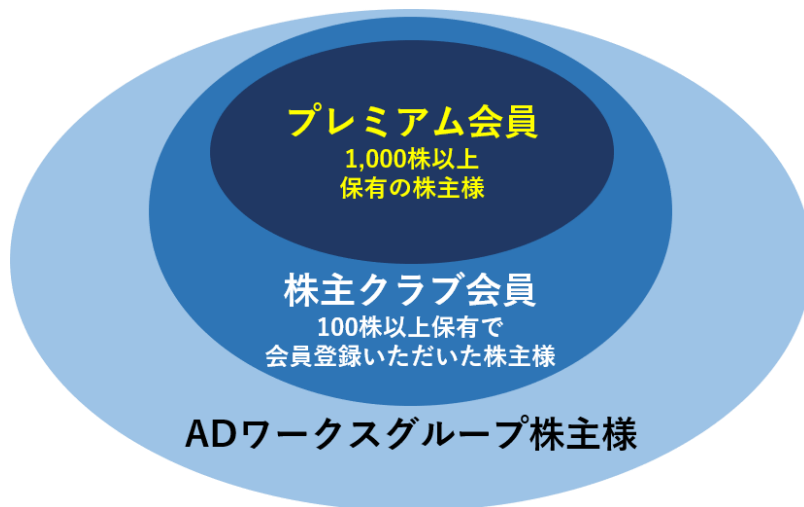 プレミアム会員
1,000株以上
保有の株主様
株主クラブ会員
100株以上保有で
会員登録いただいた株主様
ADワークスグループ株主様